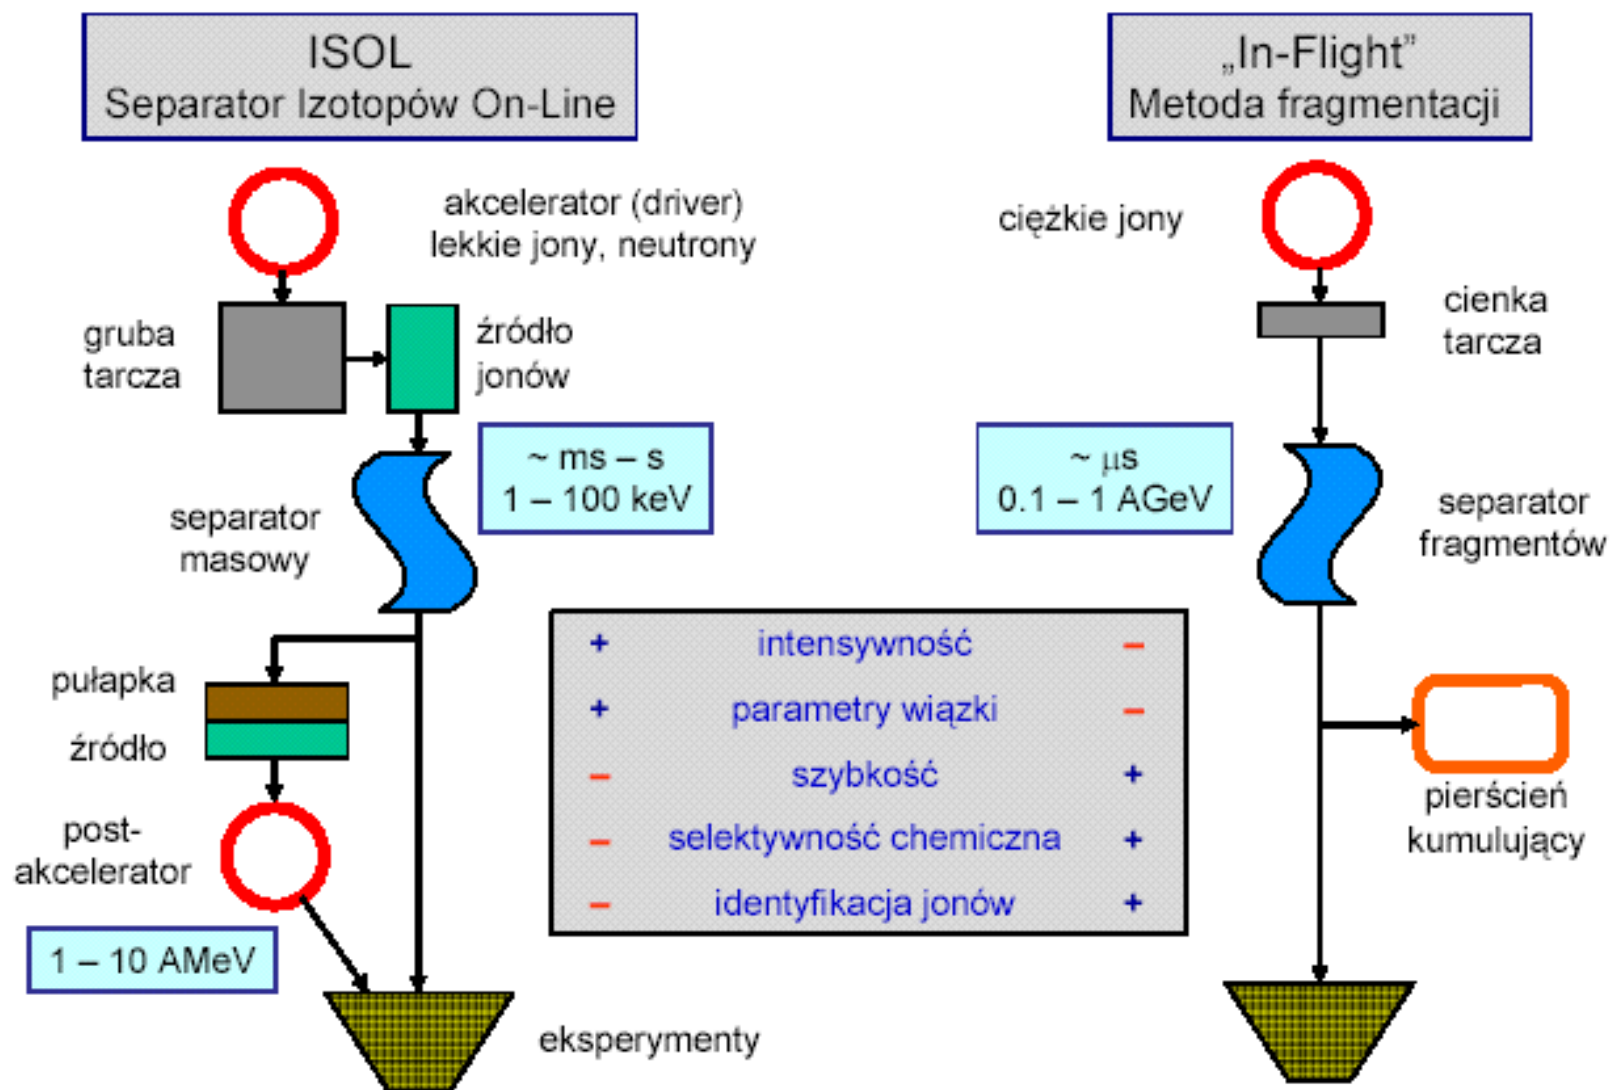 ISOL
Separator Izotopów On-Line
„In-Flight”
Metoda fragmentacji
akcelerator (driver)
lekkie jony, neutrony
ciężkie jony
gruba
tarcza
źródło
jonów
cienka
tarcza
~ ms – s
1 – 100 keV
~ μs
0.1 – 1 AGeV
separator
masowy
separator
fragmentów
+ intensywność –
+ parametry wiązki –
– szybkość +
– selektywność chemiczna +
– identyfikacja jonów +
pułapka
źródło
post-
akcelerator
pierścień
kumulujący
1 – 10 AMeV
eksperymenty